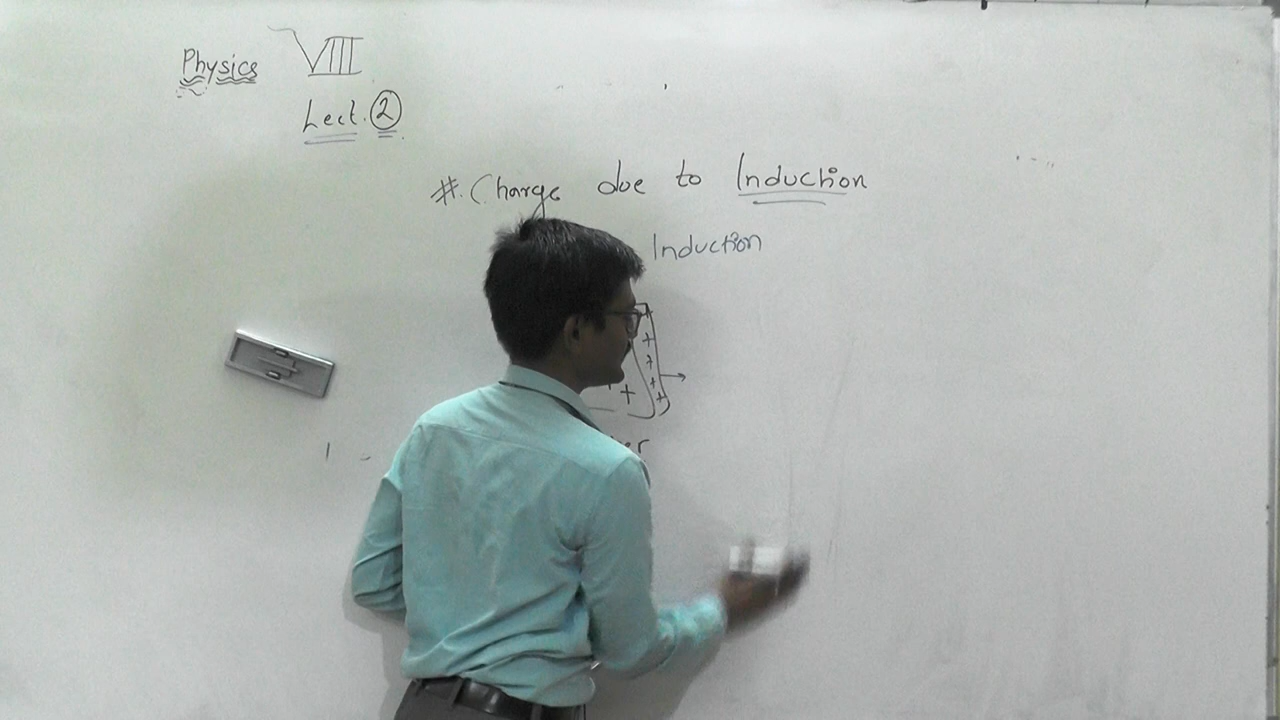 Physics VIII
Lect. 2
#. Charge due to Induction
Induction
+
+
+
+
+ +